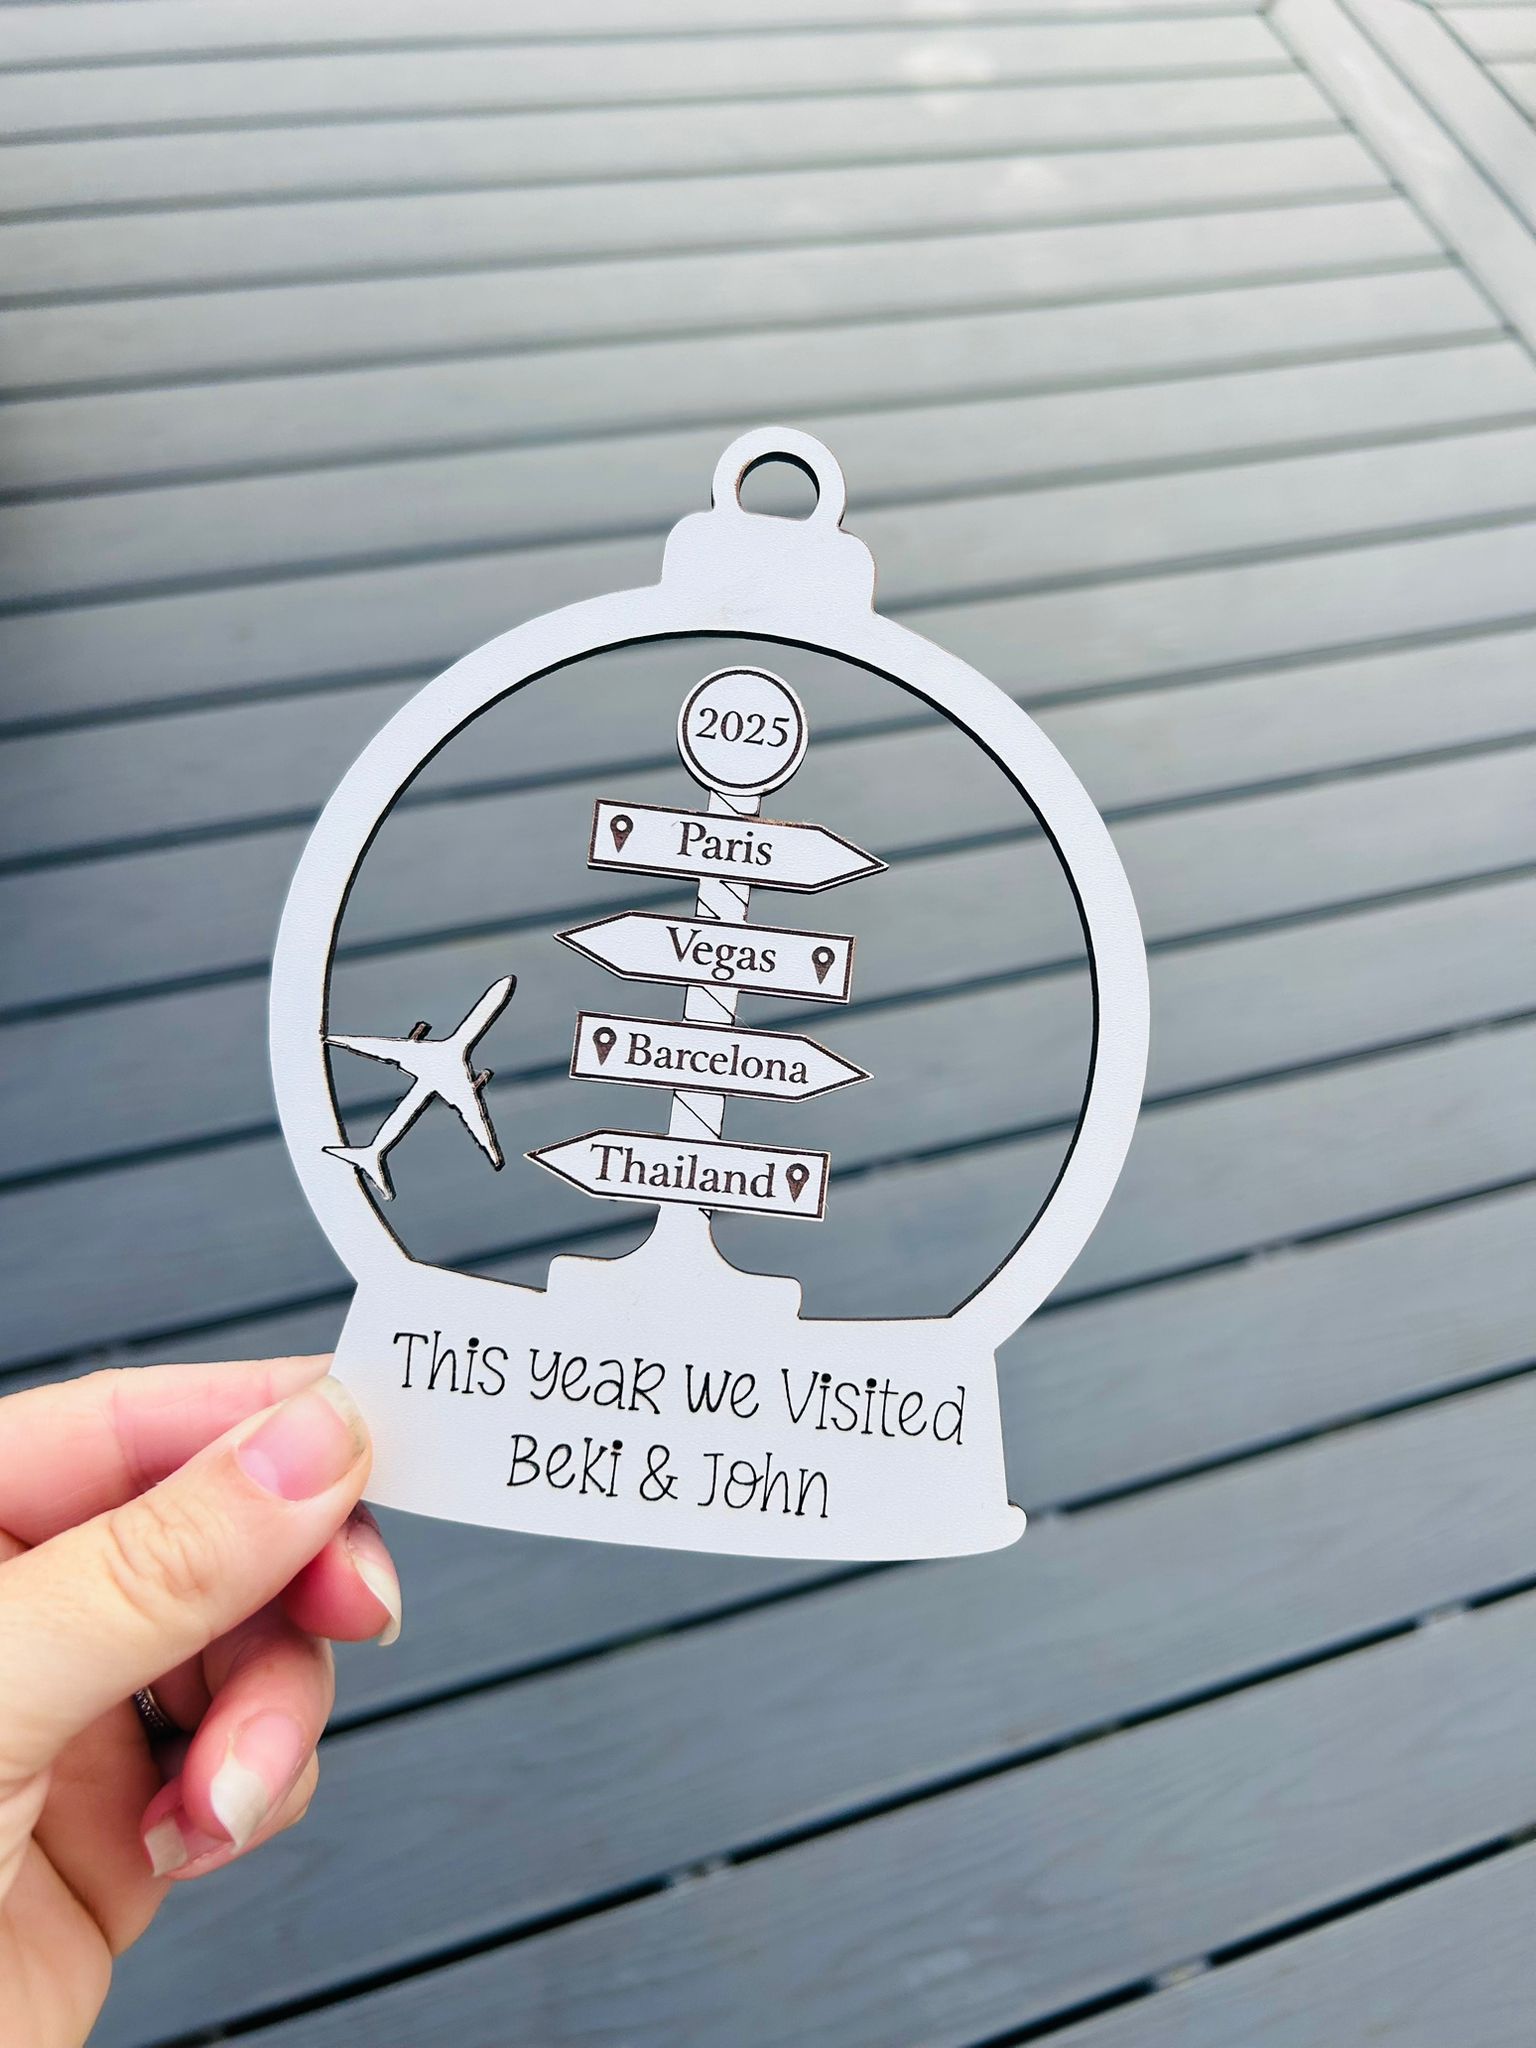 2025
Paris
Vegas
Barcelona
Thailand
This year we visited
Beki & John